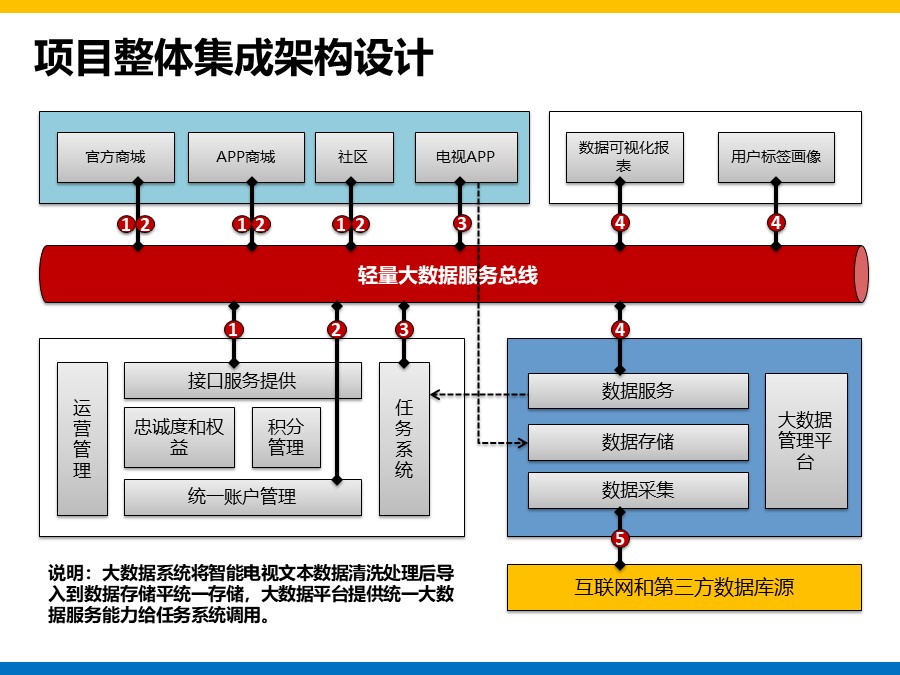 项目整体集成架构设计
官方商城
APP商城
社区
电视APP
数据可视化报
表
用户标签画像
1 2
1 2
1 2
3
4
4
轻量大数据服务总线
1
2
3
4
运
营
管
理
接口服务提供
忠诚度和权
益
积分
管理
统一账户管理
任
务
系
统
数据服务
数据存储
数据采集
大数据
管理平
台
5
互联网和第三方数据库源
说明：大数据系统将智能电视文本数据清洗处理后导
入到数据存储平统一存储，大数据平台提供统一大数
据服务能力给任务系统调用。